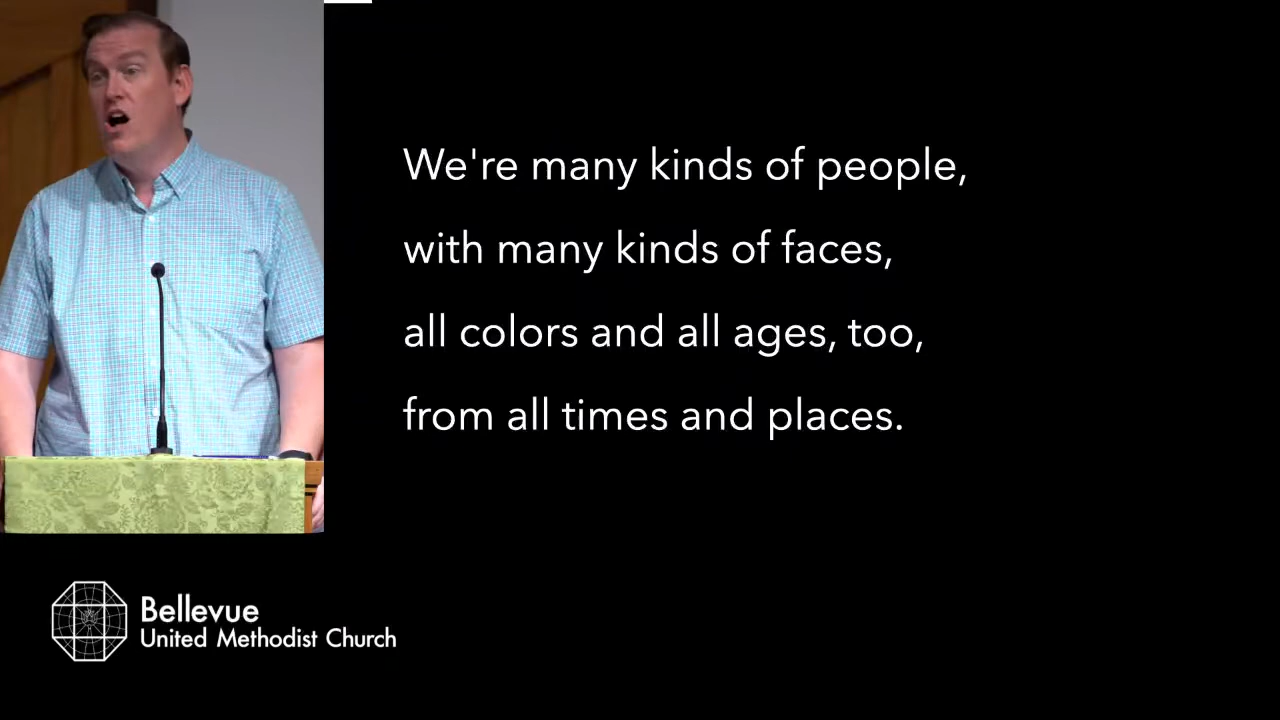 We're many kinds of people,
with many kinds of faces,
all colors and all ages, too,
from all times and places.
Bellevue
United Methodist Church